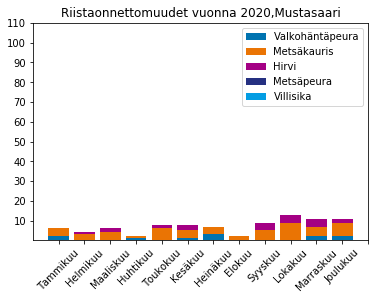 Riistaonnettomuudet vuonna 2020,Mustasaari
Valkohäntäpeura
Metsäkauris
Hirvi
Metsäpeura
Villisika
110
100
90
80
70
60
50
40
30
20
10
Tammikuu
Helmikuu
Maaliskuu
Huhtikuu
Toukokuu
Kesäkuu
Heinäkuu
Elokuu
Syyskuu
Lokakuu
Marraskuu
Joulukuu